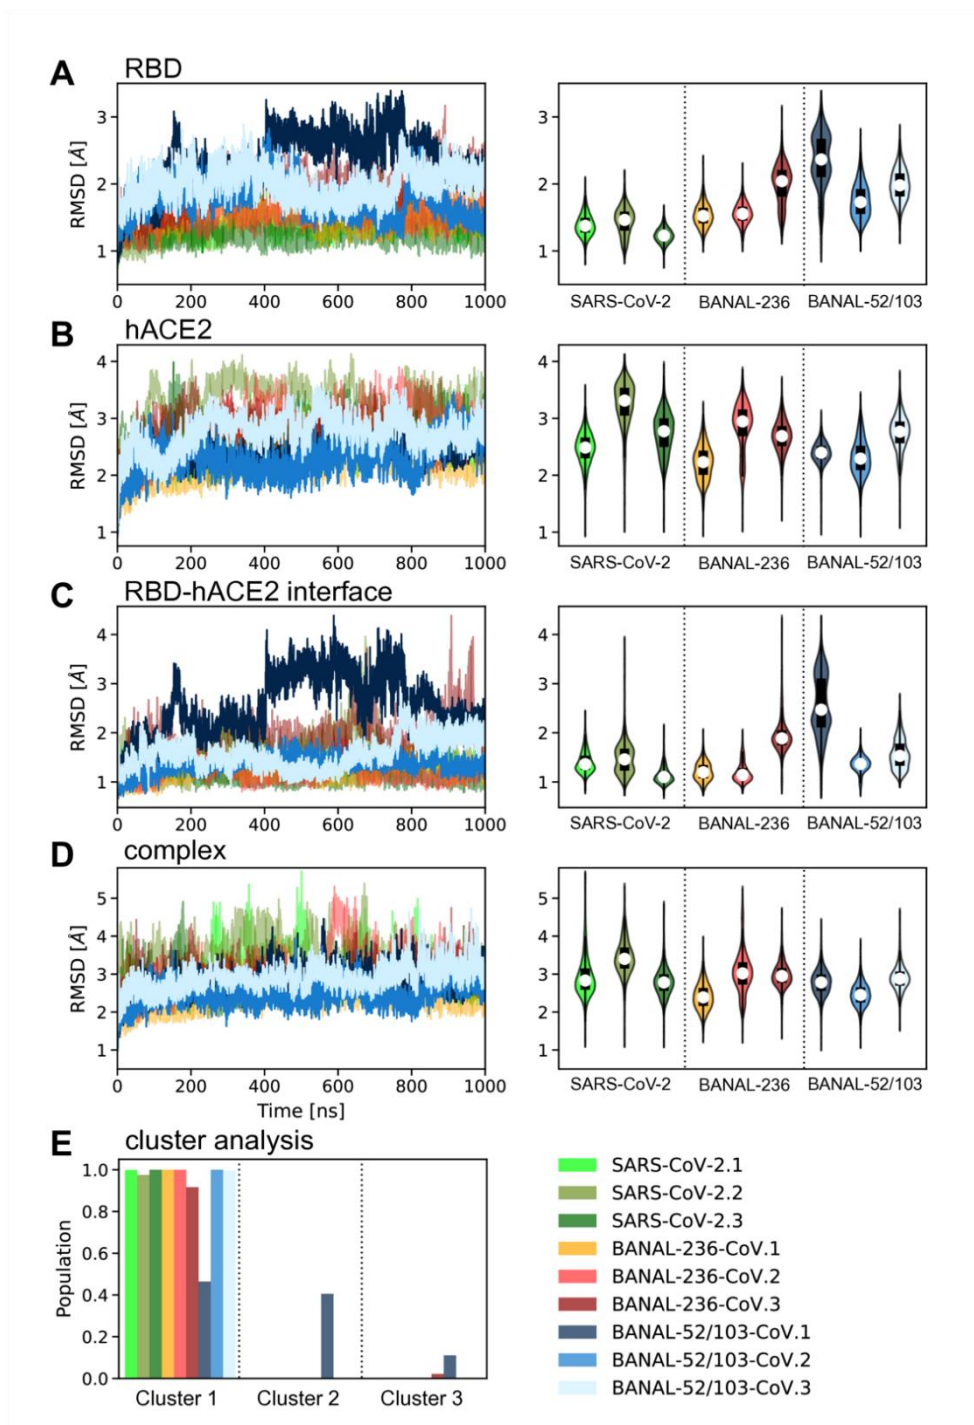 A RBD
RMSD [Å]
3
2
1
0 200 400 600 800 1000
3
2
1
SARS-CoV-2 BANAL-236 BANAL-52/103
B hACE2
RMSD [Å]
4
3
2
1
0 200 400 600 800 1000
4
3
2
1
SARS-CoV-2 BANAL-236 BANAL-52/103
C RBD-hACE2 interface
RMSD [Å]
4
3
2
1
0 200 400 600 800 1000
4
3
2
1
SARS-CoV-2 BANAL-236 BANAL-52/103
D complex
RMSD [Å]
5
4
3
2
1
0 200 400 600 800 1000
Time [ns]
5
4
3
2
1
SARS-CoV-2 BANAL-236 BANAL-52/103
E cluster analysis
Population
1.0
0.8
0.6
0.4
0.2
0.0
Cluster 1 Cluster 2 Cluster 3
SARS-CoV-2.1
SARS-CoV-2.2
SARS-CoV-2.3
BANAL-236-CoV.1
BANAL-236-CoV.2
BANAL-236-CoV.3
BANAL-52/103-CoV.1
BANAL-52/103-CoV.2
BANAL-52/103-CoV.3